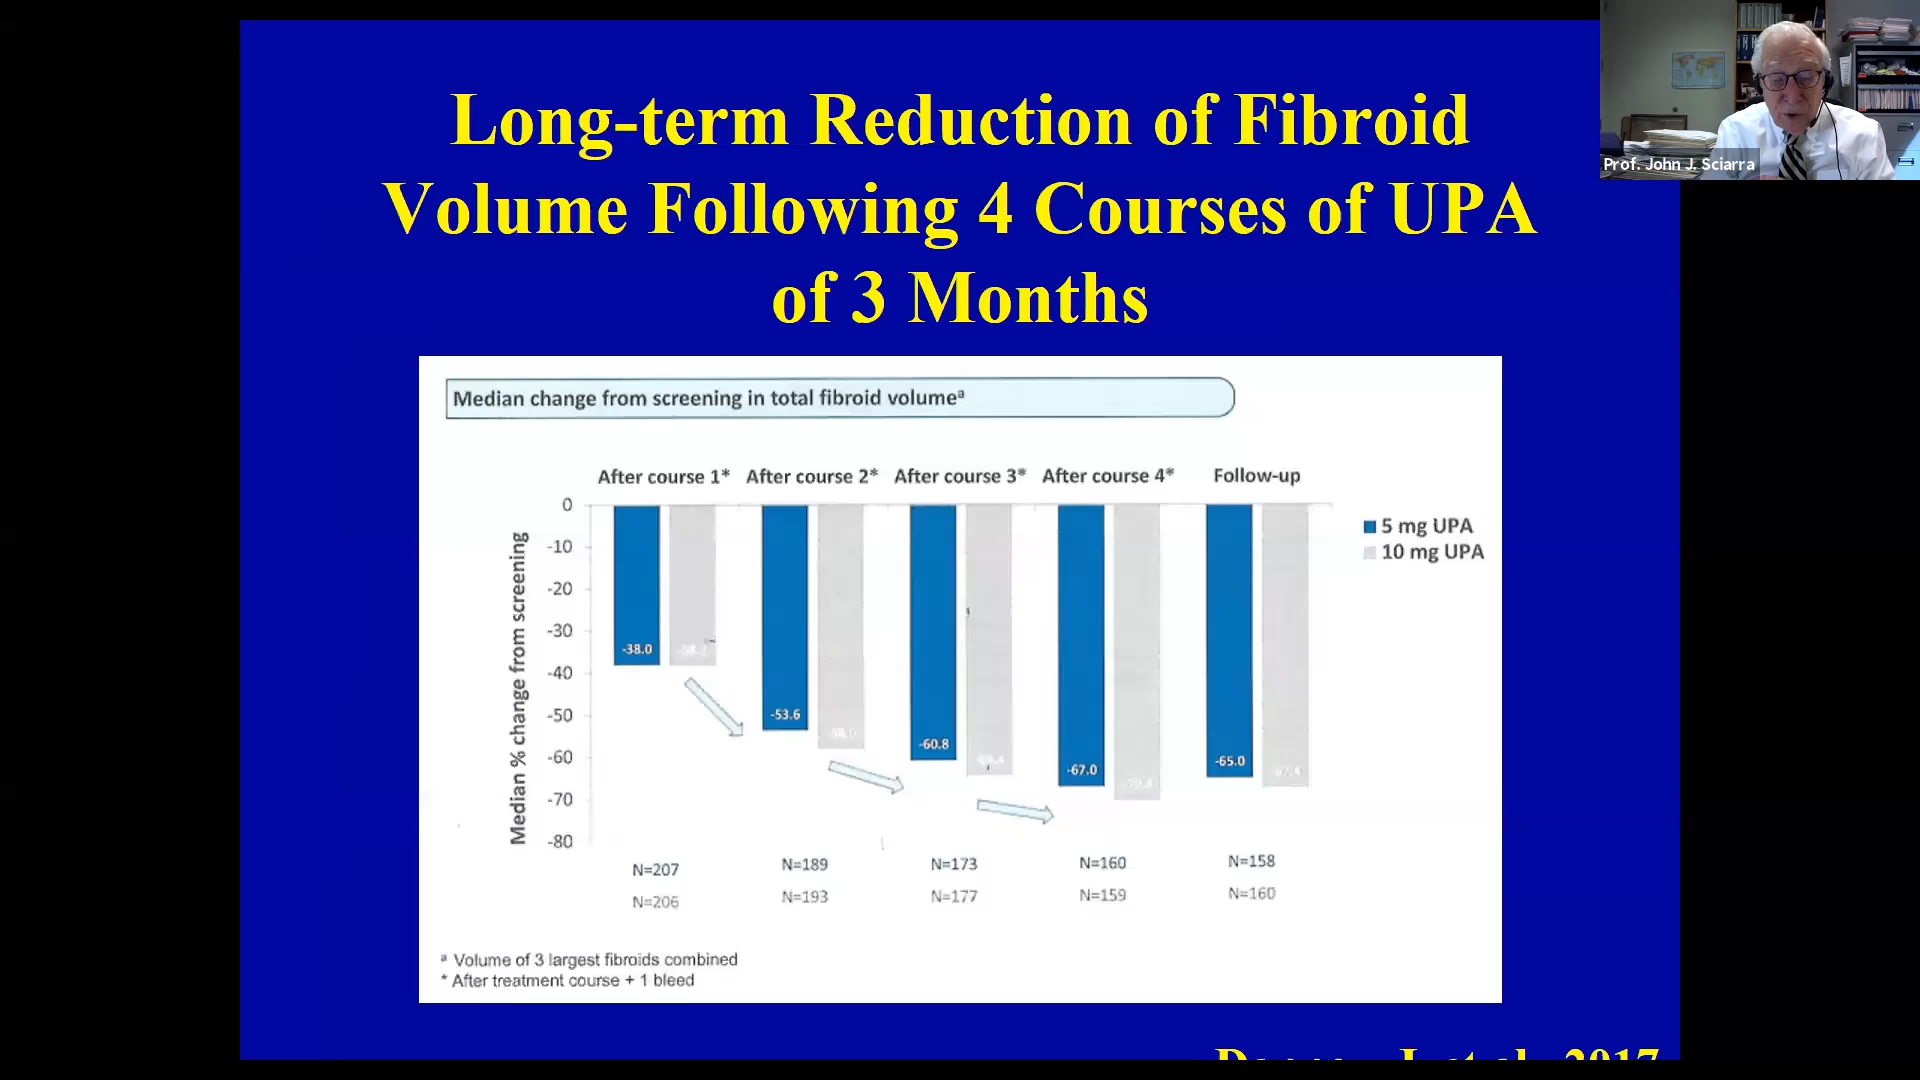 Long-term Reduction of Fibroid
Volume Following 4 Courses of UPA
of 3 Months
Prof. John J. Sciarra
Median change from screening in total fibroid volumeª
After course 1* After course 2* After course 3* After course 4* Follow-up
Median % change from screening
0
-10
-20
-30
-40
-50
-60
-70
-80
5 mg UPA
10 mg UPA
-38.0
-53.6
-60.8
-67.0
-65.0
N=207 N=189 N=173 N=160 N=158
N=206 N=193 N=177 N=159 N=160
ª Volume of 3 largest fibroids combined
* After treatment course + 1 bleed
2017